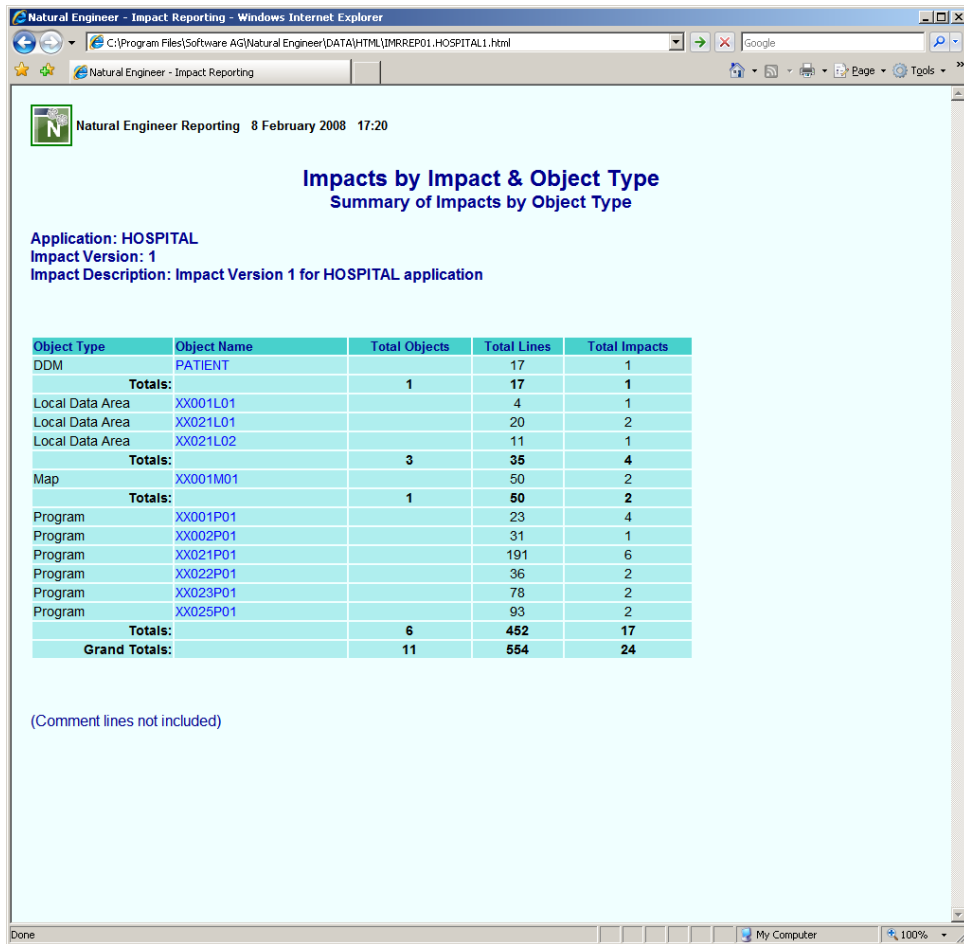 Natural Engineer - Impact Reporting - Windows Internet Explorer
C:\Program Files\Software AG\Natural Engineer\DATA\HTML\IMRREP01.HOSPITAL1.html Google
Natural Engineer - Impact Reporting Page Tools »
N Natural Engineer Reporting 8 February 2008 17:20
Impacts by Impact & Object Type
Summary of Impacts by Object Type
Application: HOSPITAL
Impact Version: 1
Impact Description: Impact Version 1 for HOSPITAL application
Object Type Object Name Total Objects Total Lines Total Impacts
DDM PATIENT 17 1
Totals: 1 17 1
Local Data Area XX001L01 4 1
Local Data Area XX021L01 20 2
Local Data Area XX021L02 11 1
Totals: 3 35 4
Map XX001M01 50 2
Totals: 1 50 2
Program XX001P01 23 4
Program XX002P01 31 1
Program XX021P01 191 6
Program XX022P01 36 2
Program XX023P01 78 2
Program XX025P01 93 2
Totals: 6 452 17
Grand Totals: 11 554 24
(Comment lines not included)
Done My Computer 100%